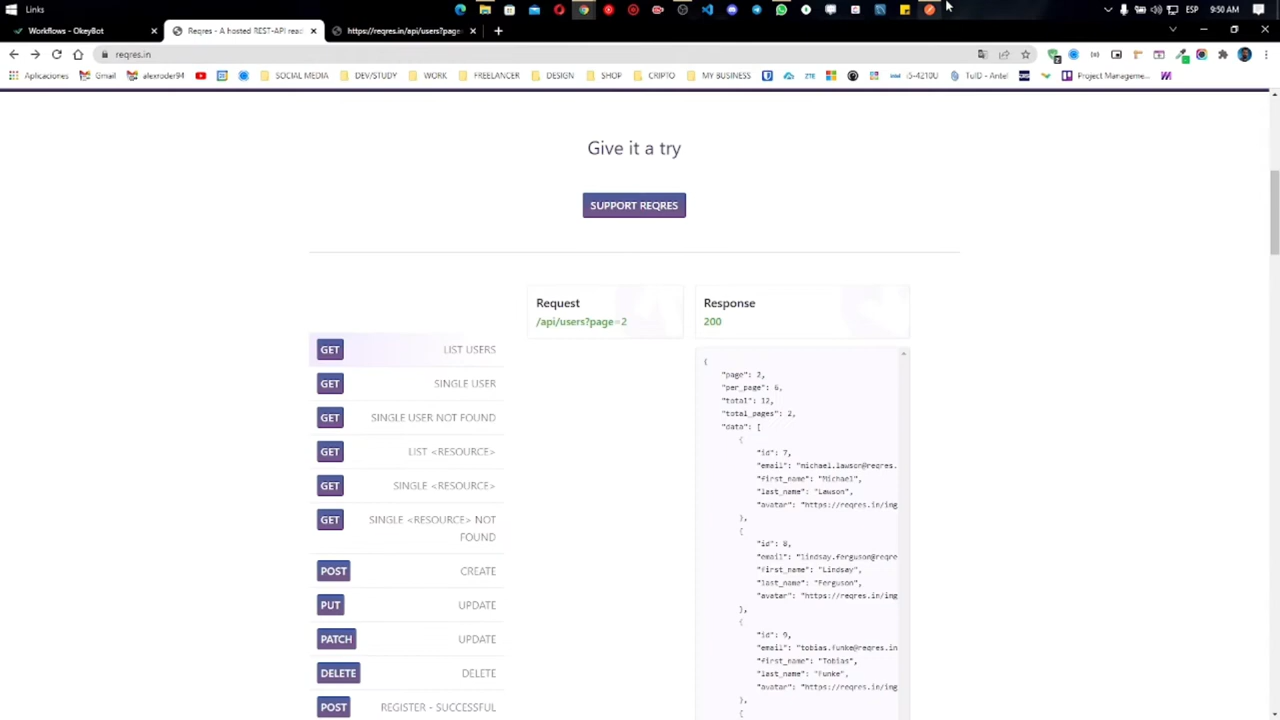 Links
ESP
9:50 AM
Workflows - OkeyBot
Reqres - A hosted REST-API reac
https://reqres.in/api/users?page
reqres.in
Aplicaciones
Gmail
alexroder94
SOCIAL MEDIA
DEV/STUDY
WORK
FREELANCER
DESIGN
SHOP
CRIPTO
MY BUSINESS
i5-4210U
TuID - Antel
Project Manageme...
Give it a try
SUPPORT REQRES
Request
/api/users?page=2
Response
200
GET LIST USERS
GET SINGLE USER
GET SINGLE USER NOT FOUND
GET LIST <RESOURCE>
GET SINGLE <RESOURCE>
GET SINGLE <RESOURCE> NOT
FOUND
POST CREATE
PUT UPDATE
PATCH UPDATE
DELETE DELETE
POST REGISTER - SUCCESSFUL
{
"page": 2,
"per_page": 6,
"total": 12,
"total_pages": 2,
"data": [
{
"id": 7,
"email": "michael.lawson@reqres.
"first_name": "Michael",
"last_name": "Lawson",
"avatar": "https://reqres.in/img
},
{
"id": 8,
"email": "lindsay.ferguson@reqre
"first_name": "Lindsay",
"last_name": "Ferguson",
"avatar": "https://reqres.in/img
},
{
"id": 9,
"email": "tobias.funke@reqres.in
"first_name": "Tobias",
"last_name": "Funke",
"avatar": "https://reqres.in/img
},
{